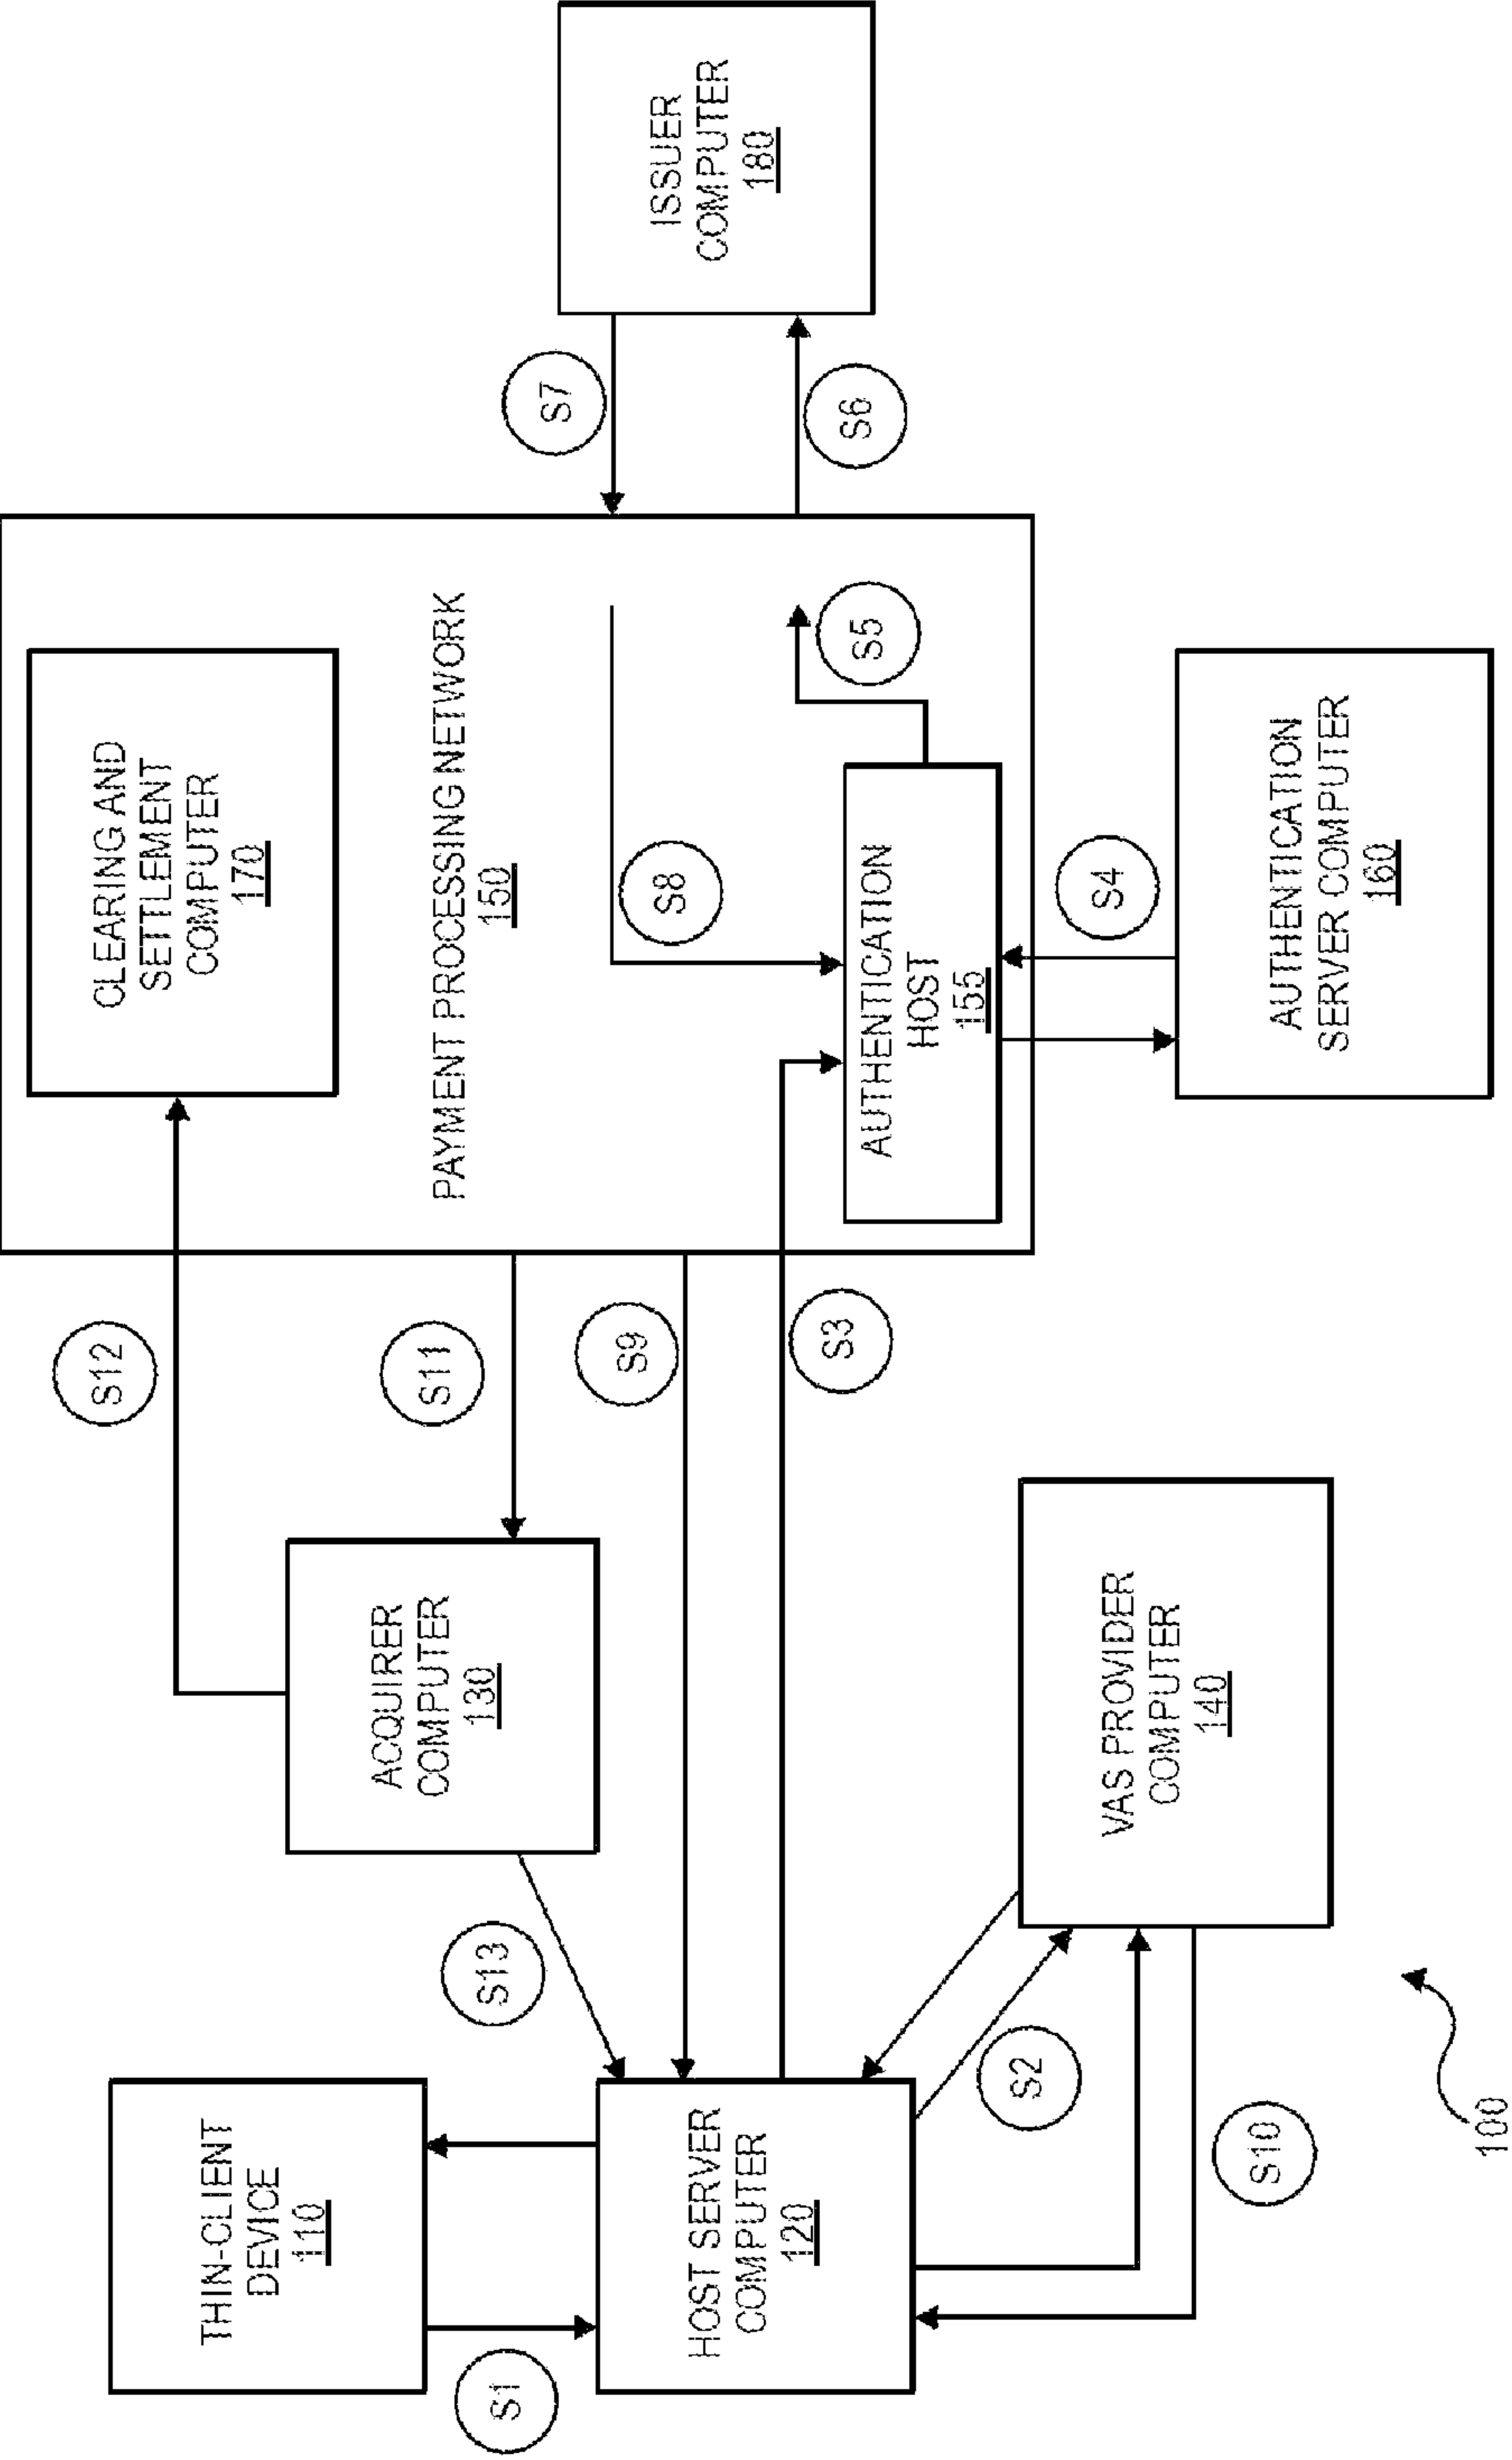 THIN-CLIENT
DEVICE
110
S1
HOST SERVER
COMPUTER
120
S13
S2
S10
100
ACQUIRER
COMPUTER
130
VAS PROVIDER
COMPUTER
140
S12
S11
S9
S3
CLEARING AND
SETTLEMENT
COMPUTER
170
PAYMENT PROCESSING NETWORK
150
S8
S5
AUTHENTICATION
HOST
155
S4
AUTHENTICATION
SERVER COMPUTER
160
S7
S6
ISSUER
COMPUTER
180